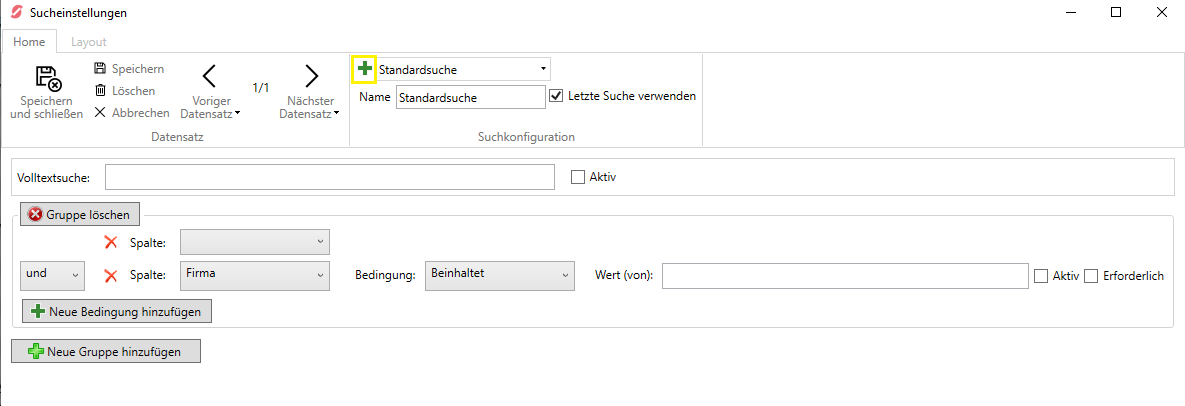 Sucheinstellungen
Home Layout
Speichern und schließen
Speichern
Löschen
Abbrechen
Voriger Datensatz
1/1
Nächster Datensatz
Datensatz
Standardsuche
Name Standardsuche Letzte Suche verwenden
Suchkonfiguration
Volltextsuche: Aktiv
Gruppe löschen
Spalte:
und Spalte: Firma Bedingung: Beinhaltet Wert (von): Aktiv Erforderlich
Neue Bedingung hinzufügen
Neue Gruppe hinzufügen